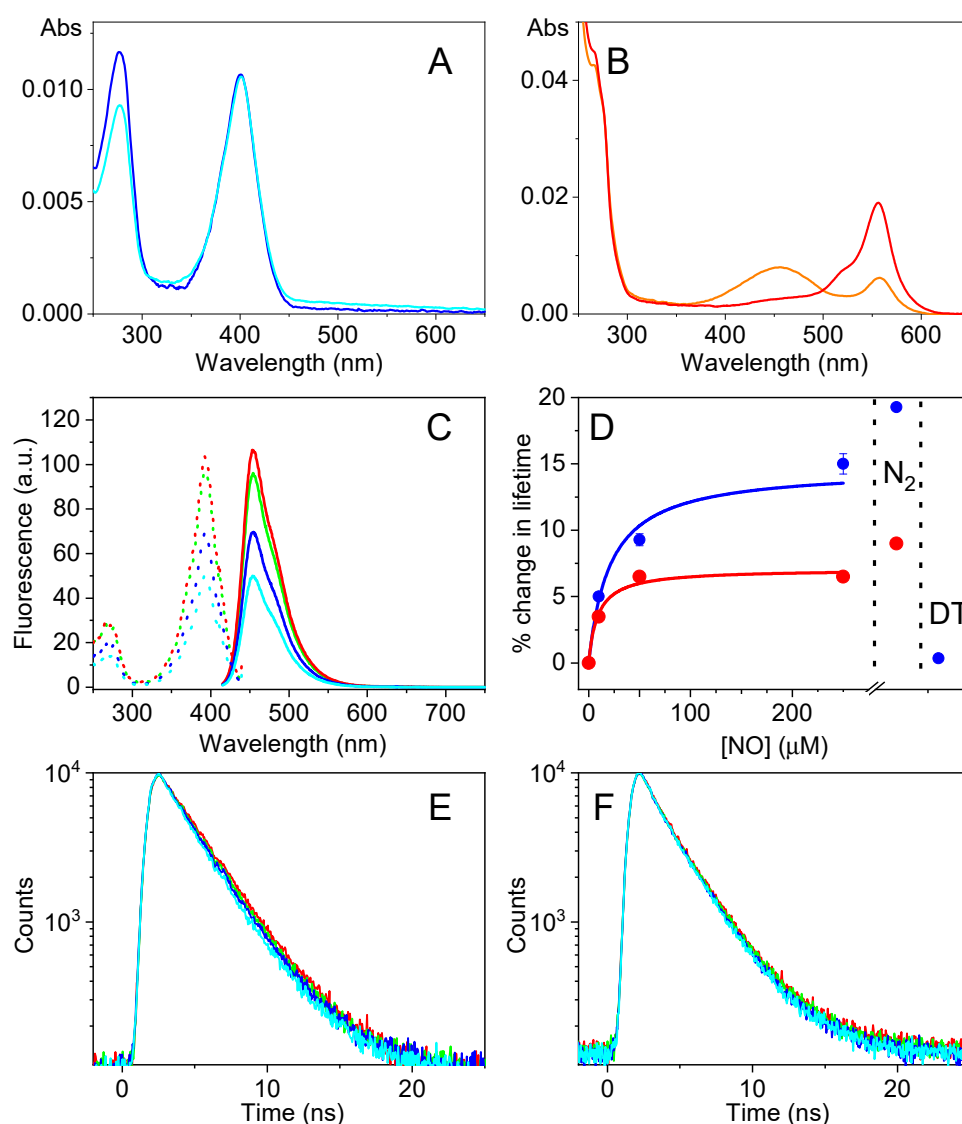 Abs
A
0.010
0.005
0.000
300 400 500 600
Wavelength (nm)
Abs
B
0.04
0.02
0.00
300 400 500 600
Wavelength (nm)
C
Fluorescence (a.u.)
120
100
80
60
40
20
0
300 400 500 600 700
Wavelength (nm)
D
% change in lifetime
20
15
10
5
0
N2
DT
0 100 200
[NO] (μM)
E
Counts
10^4
10^3
0 10 20
Time (ns)
F
Counts
10^4
10^3
0 10 20
Time (ns)